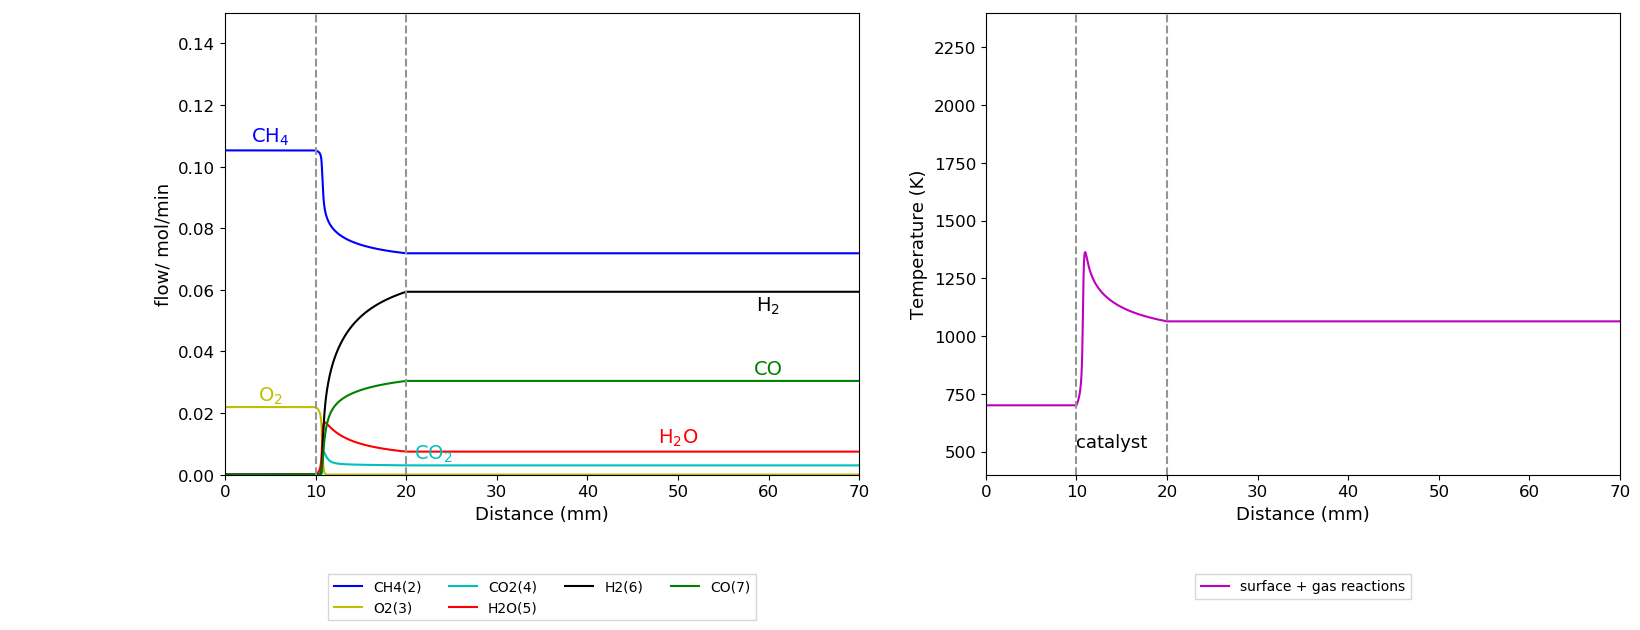 0.14
0.12
0.10
0.08
0.06
0.04
0.02
0.00
flow/ mol/min
CH4
O2
H2
CO
H2O
CO2
0 10 20 30 40 50 60 70
Distance (mm)
CH4(2) CO2(4) H2(6) CO(7)
O2(3) H2O(5)
2250
2000
1750
1500
1250
1000
750
500
Temperature (K)
catalyst
0 10 20 30 40 50 60 70
Distance (mm)
surface + gas reactions